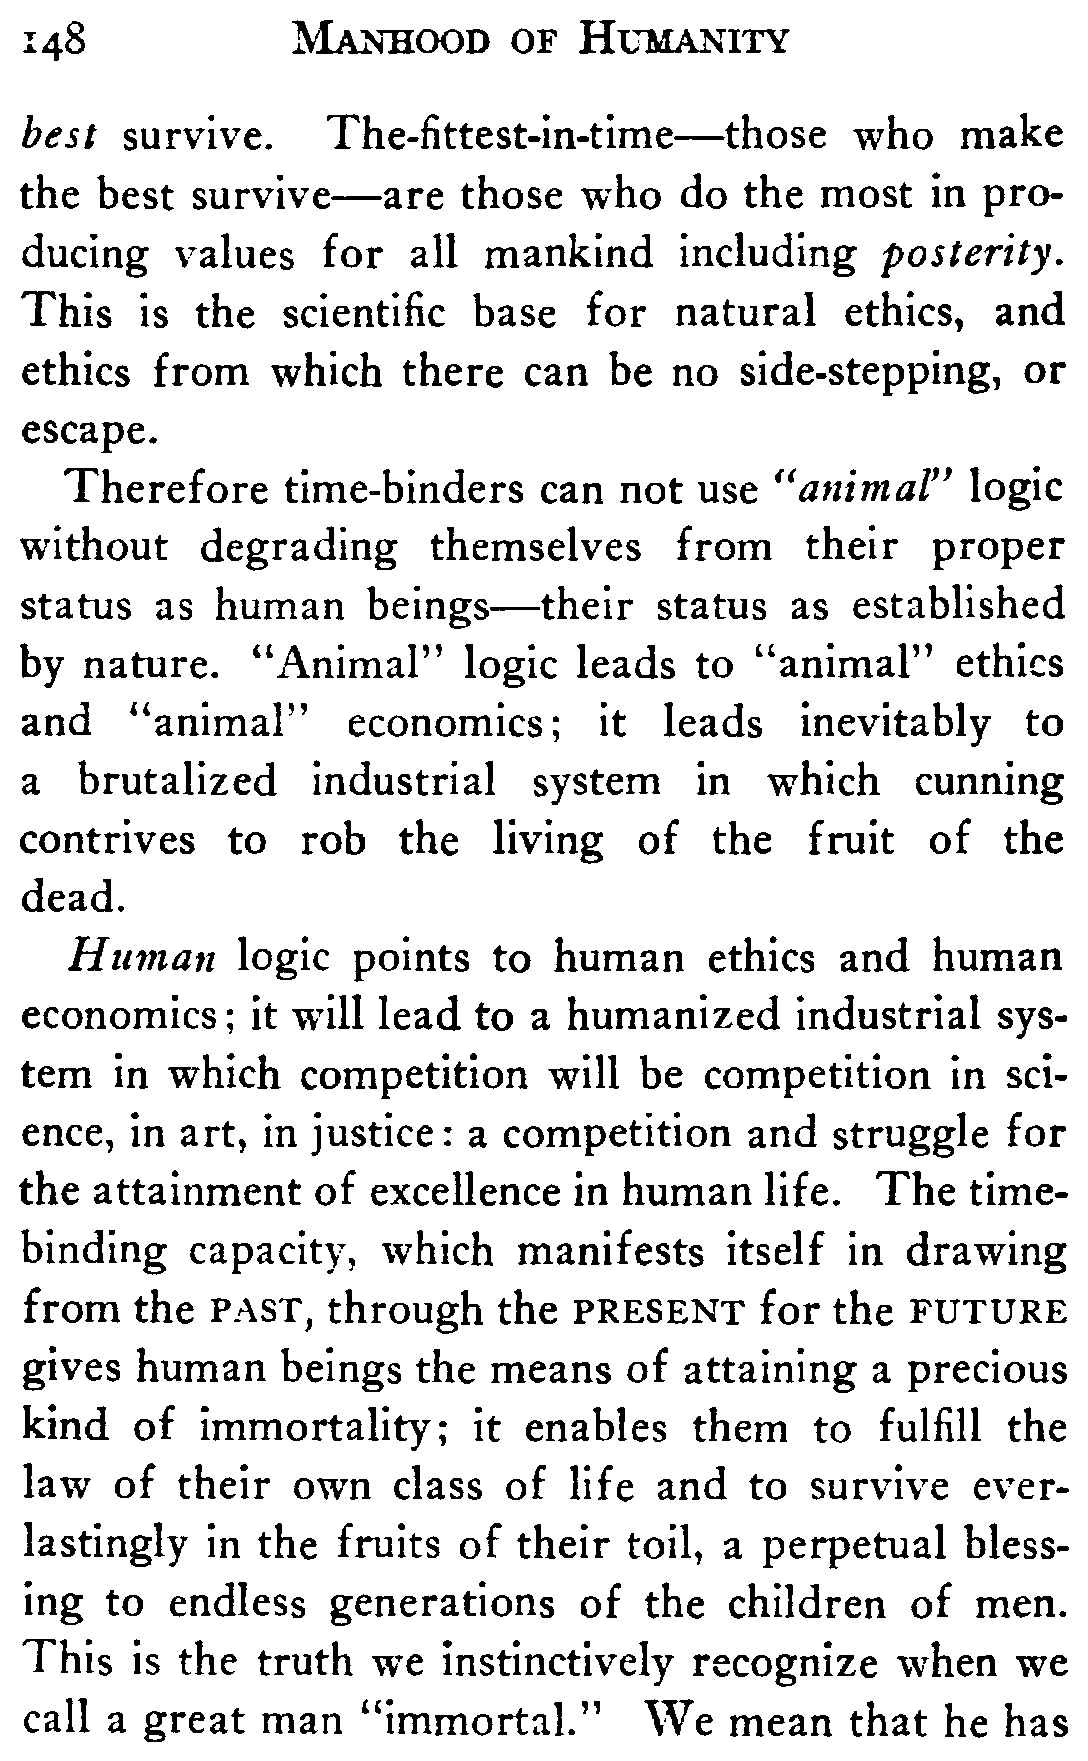 148 MANHOOD OF HUMANITY
best survive. The-fittest-in-time—those who make
the best survive—are those who do the most in pro-
ducing values for all mankind including posterity.
This is the scientific base for natural ethics, and
ethics from which there can be no side-stepping, or
escape.
Therefore time-binders can not use “animal” logic
without degrading themselves from their proper
status as human beings—their status as established
by nature. “Animal” logic leads to “animal” ethics
and “animal” economics; it leads inevitably to
a brutalized industrial system in which cunning
contrives to rob the living of the fruit of the
dead.
Human logic points to human ethics and human
economics; it will lead to a humanized industrial sys-
tem in which competition will be competition in sci-
ence, in art, in justice: a competition and struggle for
the attainment of excellence in human life. The time-
binding capacity, which manifests itself in drawing
from the PAST, through the PRESENT for the FUTURE
gives human beings the means of attaining a precious
kind of immortality; it enables them to fulfill the
law of their own class of life and to survive ever-
lastingly in the fruits of their toil, a perpetual bless-
ing to endless generations of the children of men.
This is the truth we instinctively recognize when we
call a great man “immortal.” We mean that he has